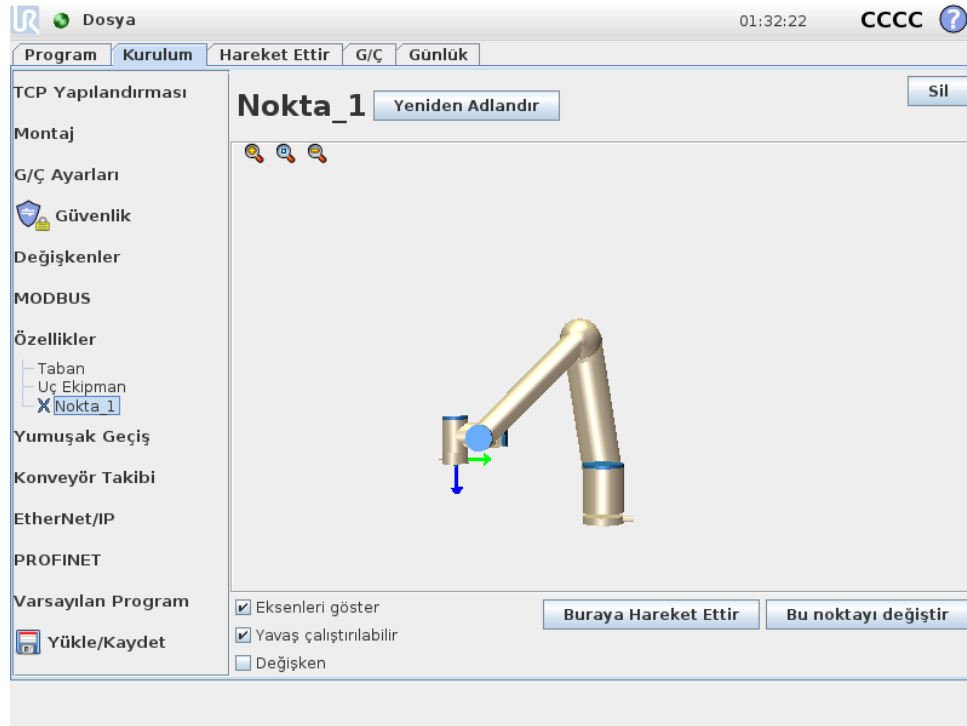 UR Dosya 01:32:22 CCCC ?
Program Kurulum Hareket Ettir G/Ç Günlük
TCP Yapılandırması
Montaj
G/Ç Ayarları
Güvenlik
Değişkenler
MODBUS
Özellikler
Taban
Uç Ekipman
Nokta_1
Yumuşak Geçiş
Konveyör Takibi
EtherNet/IP
PROFINET
Varsayılan Program
Yükle/Kaydet
Nokta_1 Yeniden Adlandır Sil
Eksenleri göster
Yavaş çalıştırılabilir
Değişken
Buraya Hareket Ettir Bu noktayı değiştir